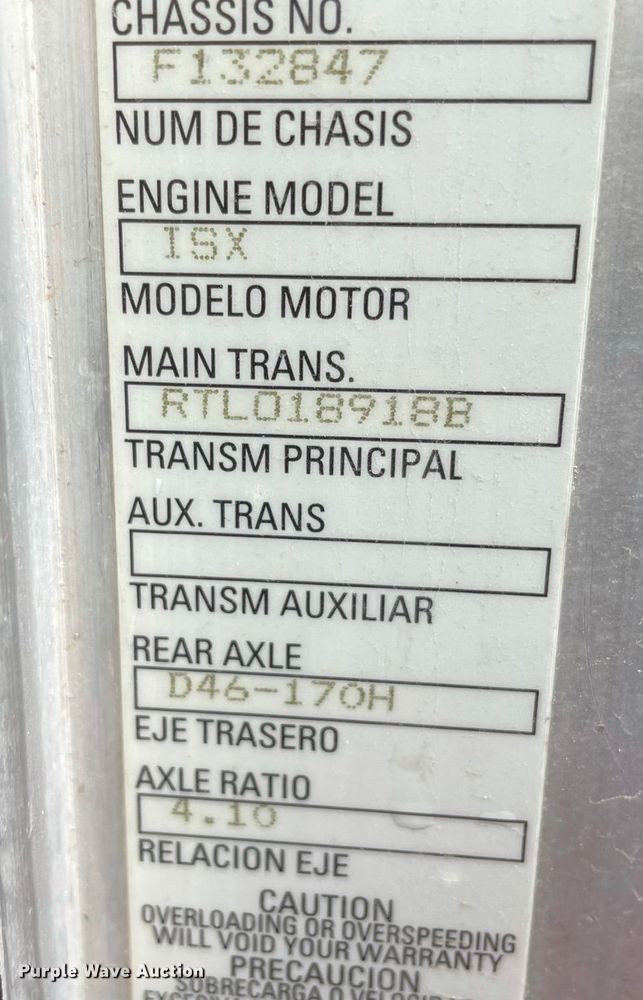 CHASSIS NO.
F132847
NUM DE CHASIS
ENGINE MODEL
ISX
MODELO MOTOR
MAIN TRANS.
RTLO18918B
TRANSM PRINCIPAL
AUX. TRANS
TRANSM AUXILIAR
REAR AXLE
D46-170H
EJE TRASERO
AXLE RATIO
4.10
RELACION EJE
CAUTION
OVERLOADING OR OVERSPEEDING
WILL VOID YOUR WARRANTY
PRECAUCION
SOBRECARGA O
Purple Wave Auction